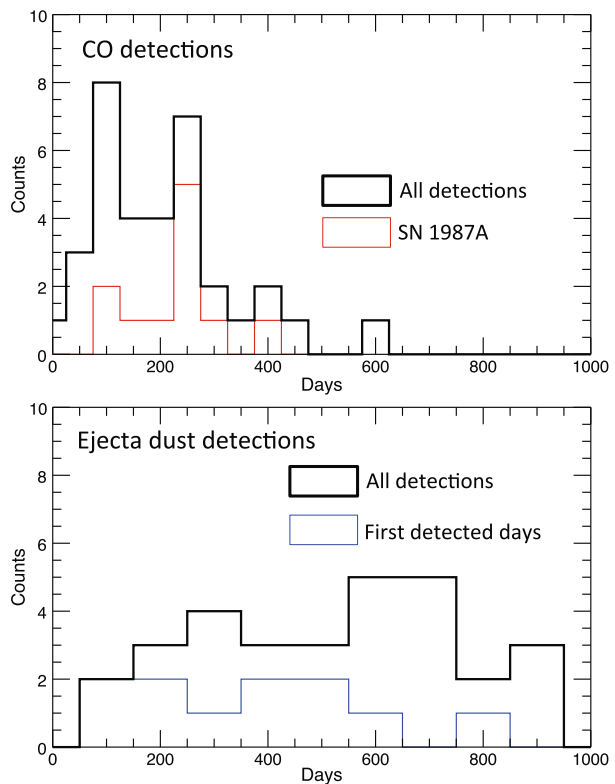 CO detections
10
8
6
4
2
0
Counts
All detections
SN 1987A
0 200 400 600 800 1000
Days
Ejecta dust detections
10
8
6
4
2
0
Counts
All detections
First detected days
0 200 400 600 800 1000
Days